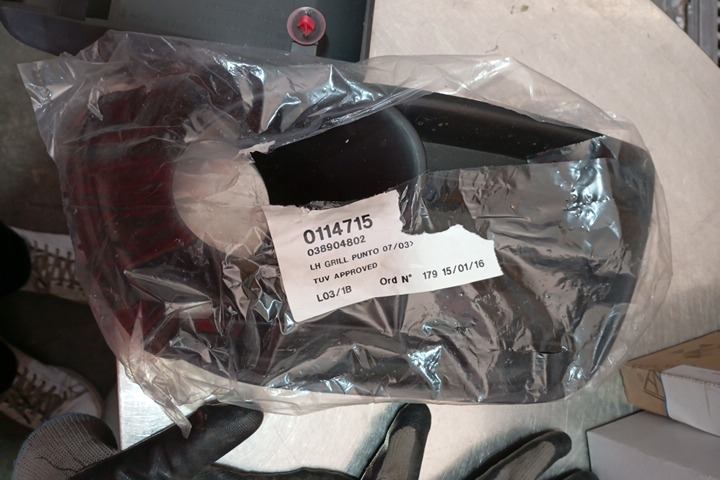 0114715
038904802
LH GRILL PUNTO 07/03>
TUV APPROVED
L03/1B Ord N° 179 15/01/16